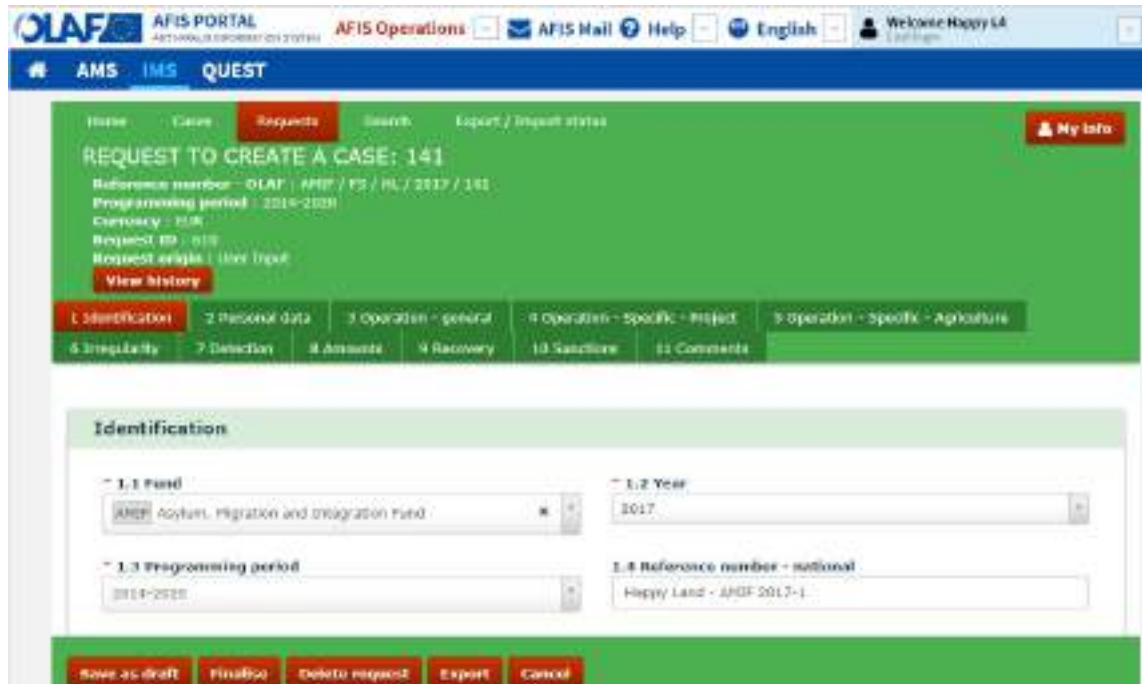 OLAF AFIS PORTAL AFIS Operations AFIS Mail Help English Welcome Happy LA
AMS IMS QUEST
Home Cases Requests Search Export / Import status My info
REQUEST TO CREATE A CASE: 141
Reference number - OLAF : AMIF / FS / HL / 2017 / 141
Programming period : 2014-2020
Currency : EUR
Request ID :
Request origin : User Input
View history
1 Identification 2 Personal data 3 Operation - general 4 Operation - Specific - Project 5 Operation - Specific - Agriculture
6 Irregularity 7 Detection 8 Amounts 9 Recovery 10 Sanctions 11 Comments
Identification
* 1.1 Fund * 1.2 Year
AMIF Asylum, Migration and Integration Fund 2017
* 1.3 Programming period 1.4 Reference number - national
2014-2020 Happy Land - AMIF 2017-1
Save as draft Finalise Delete request Export Cancel